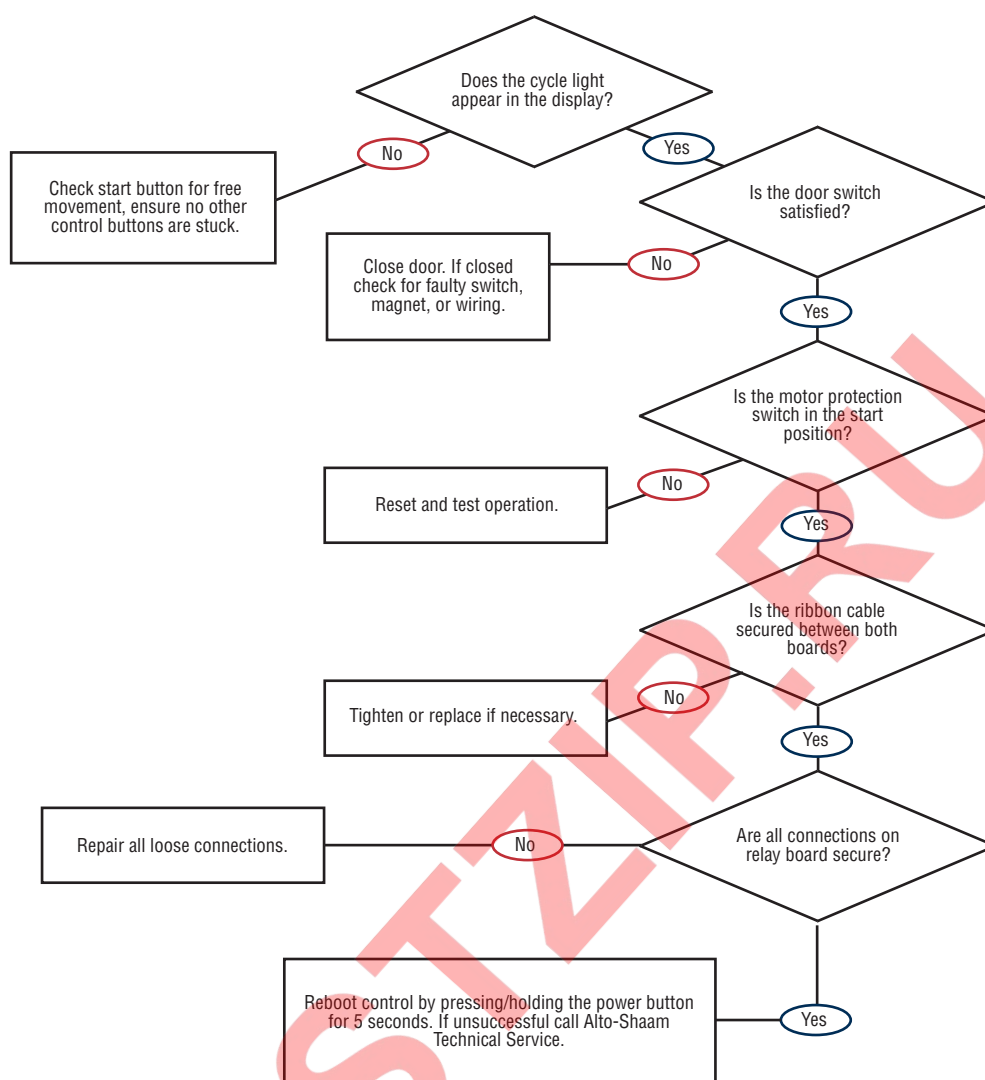 Does the cycle light
appear in the display?
No
Yes
Check start button for free
movement, ensure no other
control buttons are stuck.
Is the door switch
satisfied?
No
Close door. If closed
check for faulty switch,
magnet, or wiring.
Yes
Is the motor protection
switch in the start
position?
No
Reset and test operation.
Yes
Is the ribbon cable
secured between both
boards?
No
Tighten or replace if necessary.
Yes
Are all connections on
relay board secure?
No
Repair all loose connections.
Reboot control by pressing/holding the power button
for 5 seconds. If unsuccessful call Alto-Shaam
Technical Service.
Yes
STZIP.RU